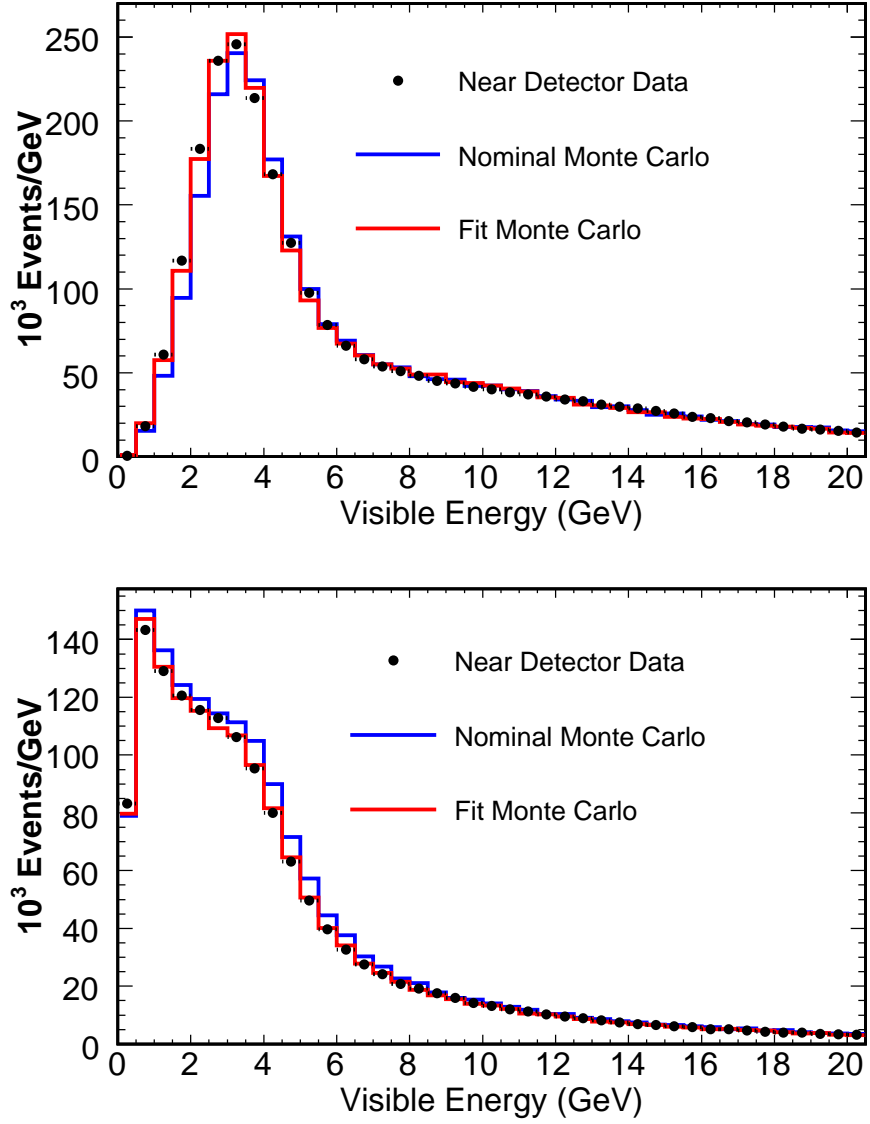 10³ Events/GeV
250
200
150
100
50
0
Near Detector Data
Nominal Monte Carlo
Fit Monte Carlo
0 2 4 6 8 10 12 14 16 18 20
Visible Energy (GeV)
10³ Events/GeV
140
120
100
80
60
40
20
0
Near Detector Data
Nominal Monte Carlo
Fit Monte Carlo
0 2 4 6 8 10 12 14 16 18 20
Visible Energy (GeV)